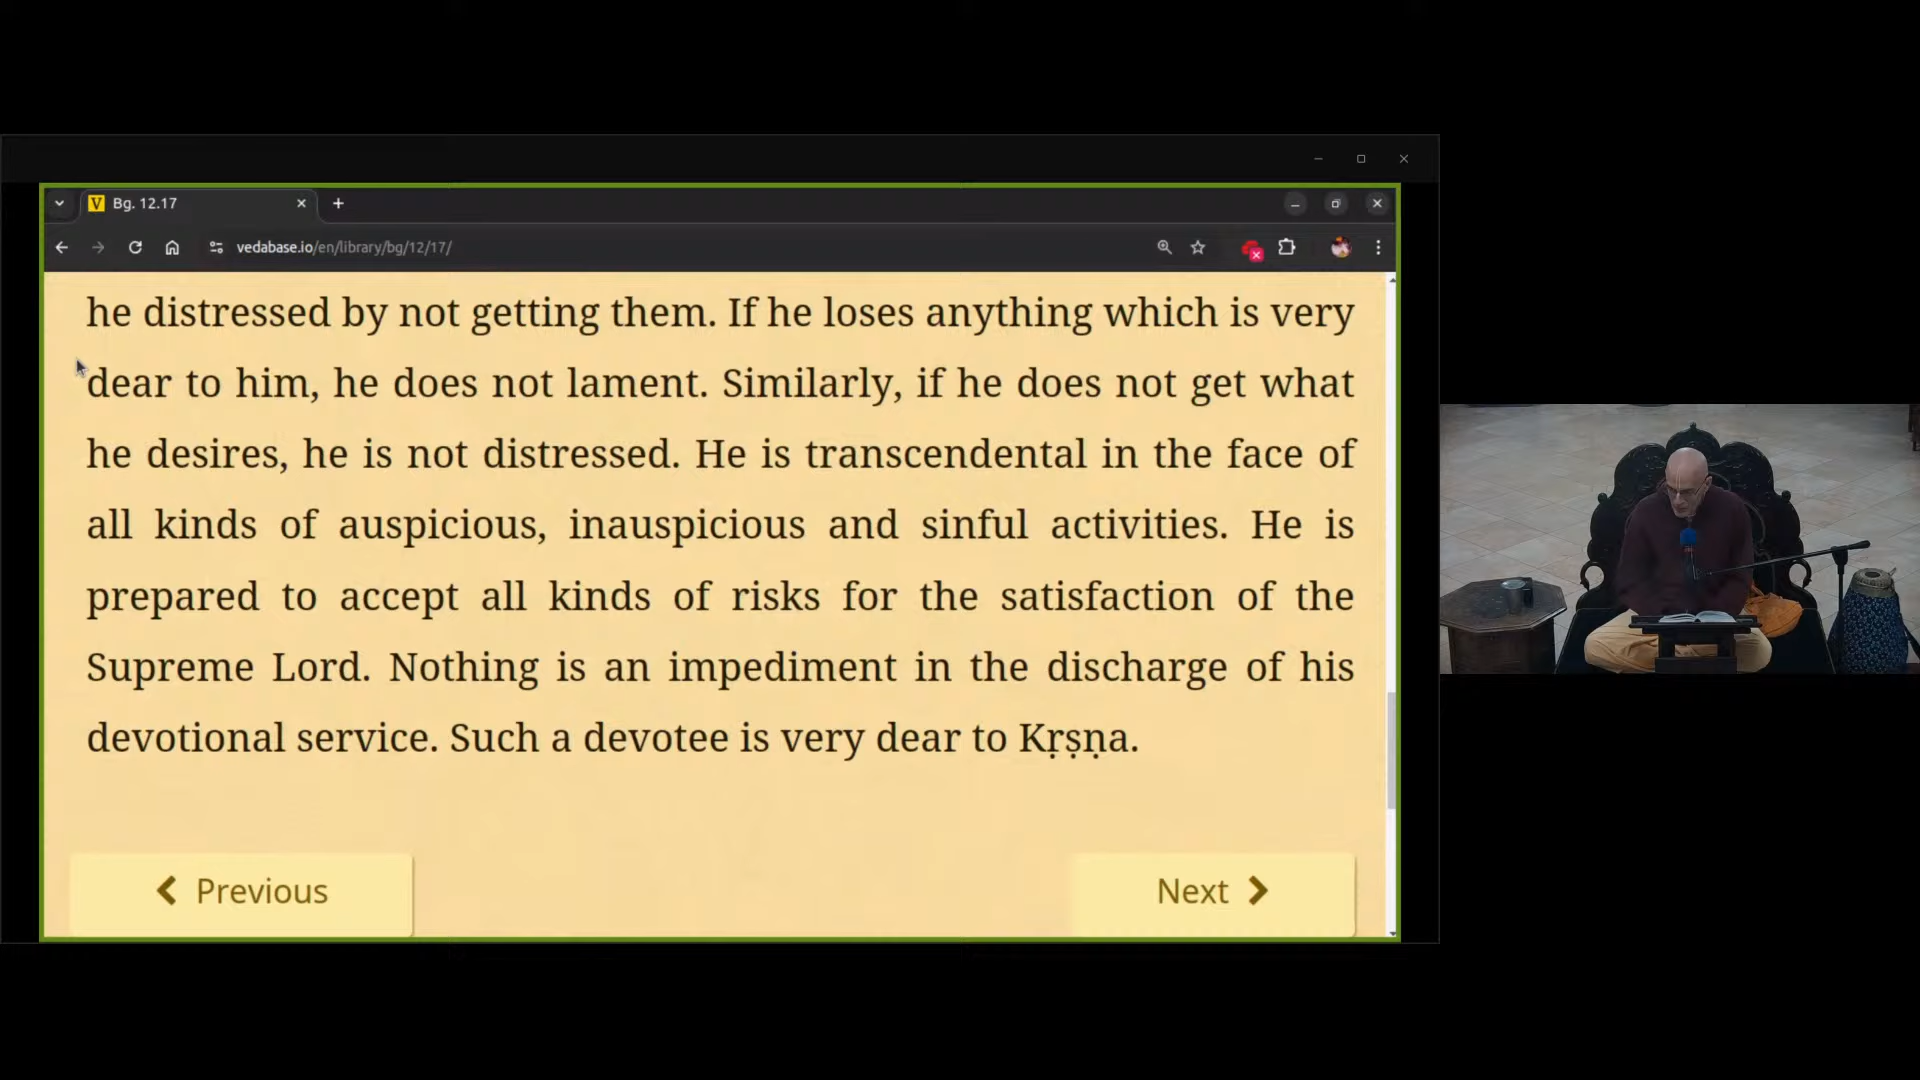 Bg. 12.17
vedabase.io/en/library/bg/12/17/
he distressed by not getting them. If he loses anything which is very
dear to him, he does not lament. Similarly, if he does not get what
he desires, he is not distressed. He is transcendental in the face of
all kinds of auspicious, inauspicious and sinful activities. He is
prepared to accept all kinds of risks for the satisfaction of the
Supreme Lord. Nothing is an impediment in the discharge of his
devotional service. Such a devotee is very dear to Kṛṣṇa.
Previous
Next